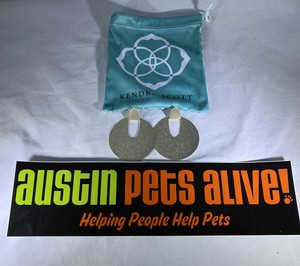 KENDRA SCOTT
austin pets alive!
Helping People Help Pets